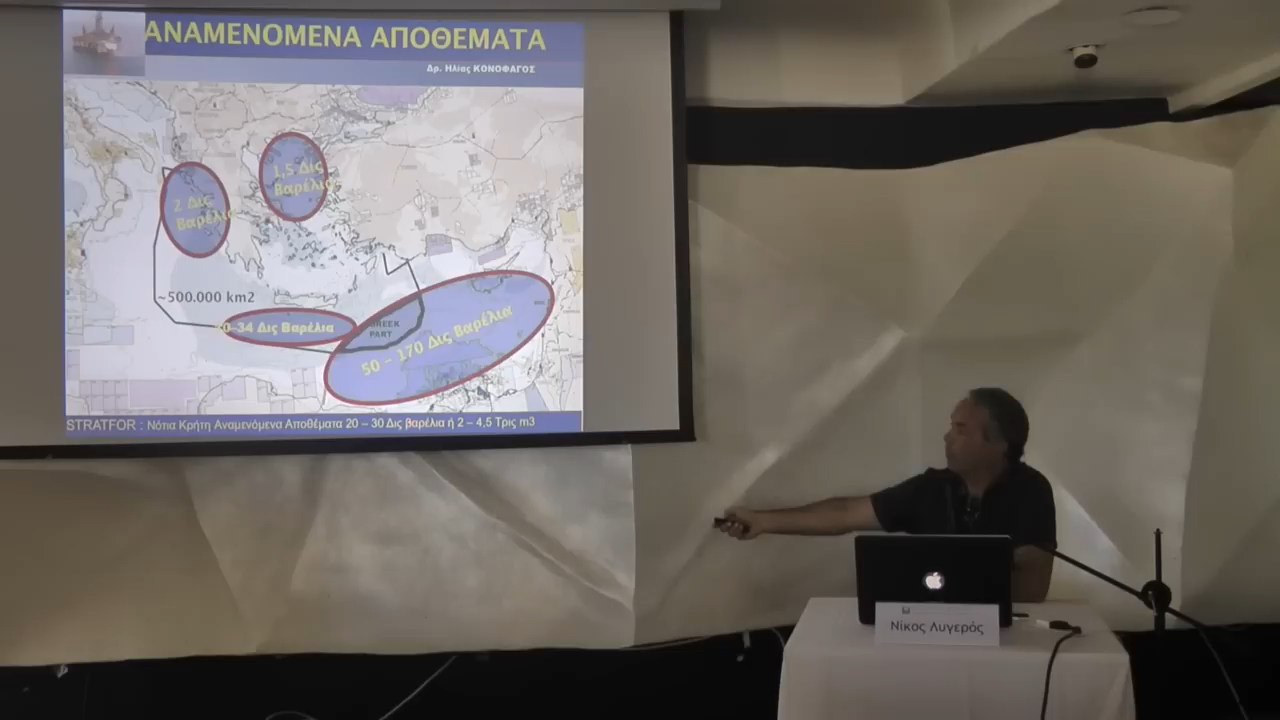 ΑΝΑΜΕΝΟΜΕΝΑ ΑΠΟΘΕΜΑΤΑ
Δρ. Ηλίας ΚΟΝΟΦΑΓΟΣ
1,5 Δις
Βαρέλια
2 Δις
Βαρέλια
~500.000 km2
0-34 Δις Βαρέλια
GREEK
PART
50 – 170 Δις Βαρέλια
STRATFOR : Νότια Κρήτη Αναμενόμενα Αποθέματα 20 – 30 Δις βαρέλια ή 2 – 4,5 Τρις m3
Νίκος Λυγερός